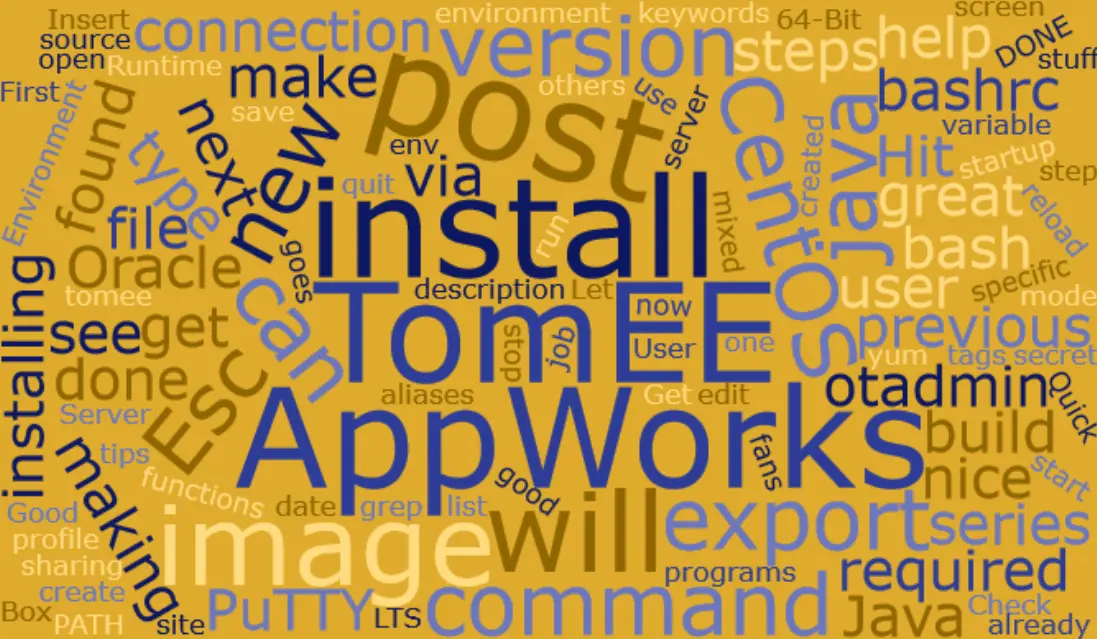 Insert
connection
environment
keywords
64-Bit
screen
source
version
steps
help
DONE
open
Runtime
make
post
others
use
stuff
First
save
new
next
found
type
Environment
env
via
server
CentOS
created
java
bashrc
variable
Hit
startup
step
quit
install
run
mixed
great
reload
file
Oracle
goes
bash
description
Let
user
specific
mode
tomee
can
TomEE
now
previous
installing
see
get
stop
job
User
one
yum
tags
secret
done
Esc
aliases
Get
edit
otadmin
Quick
Server
AppWorks
build
tips
making
fans
nice
start
functions
good
Good
date
grep
list
will
export
series
profile
image
sharing
programs
required
create
Box
PATH
site
PuTTY
LTS
command
Java
Check
already